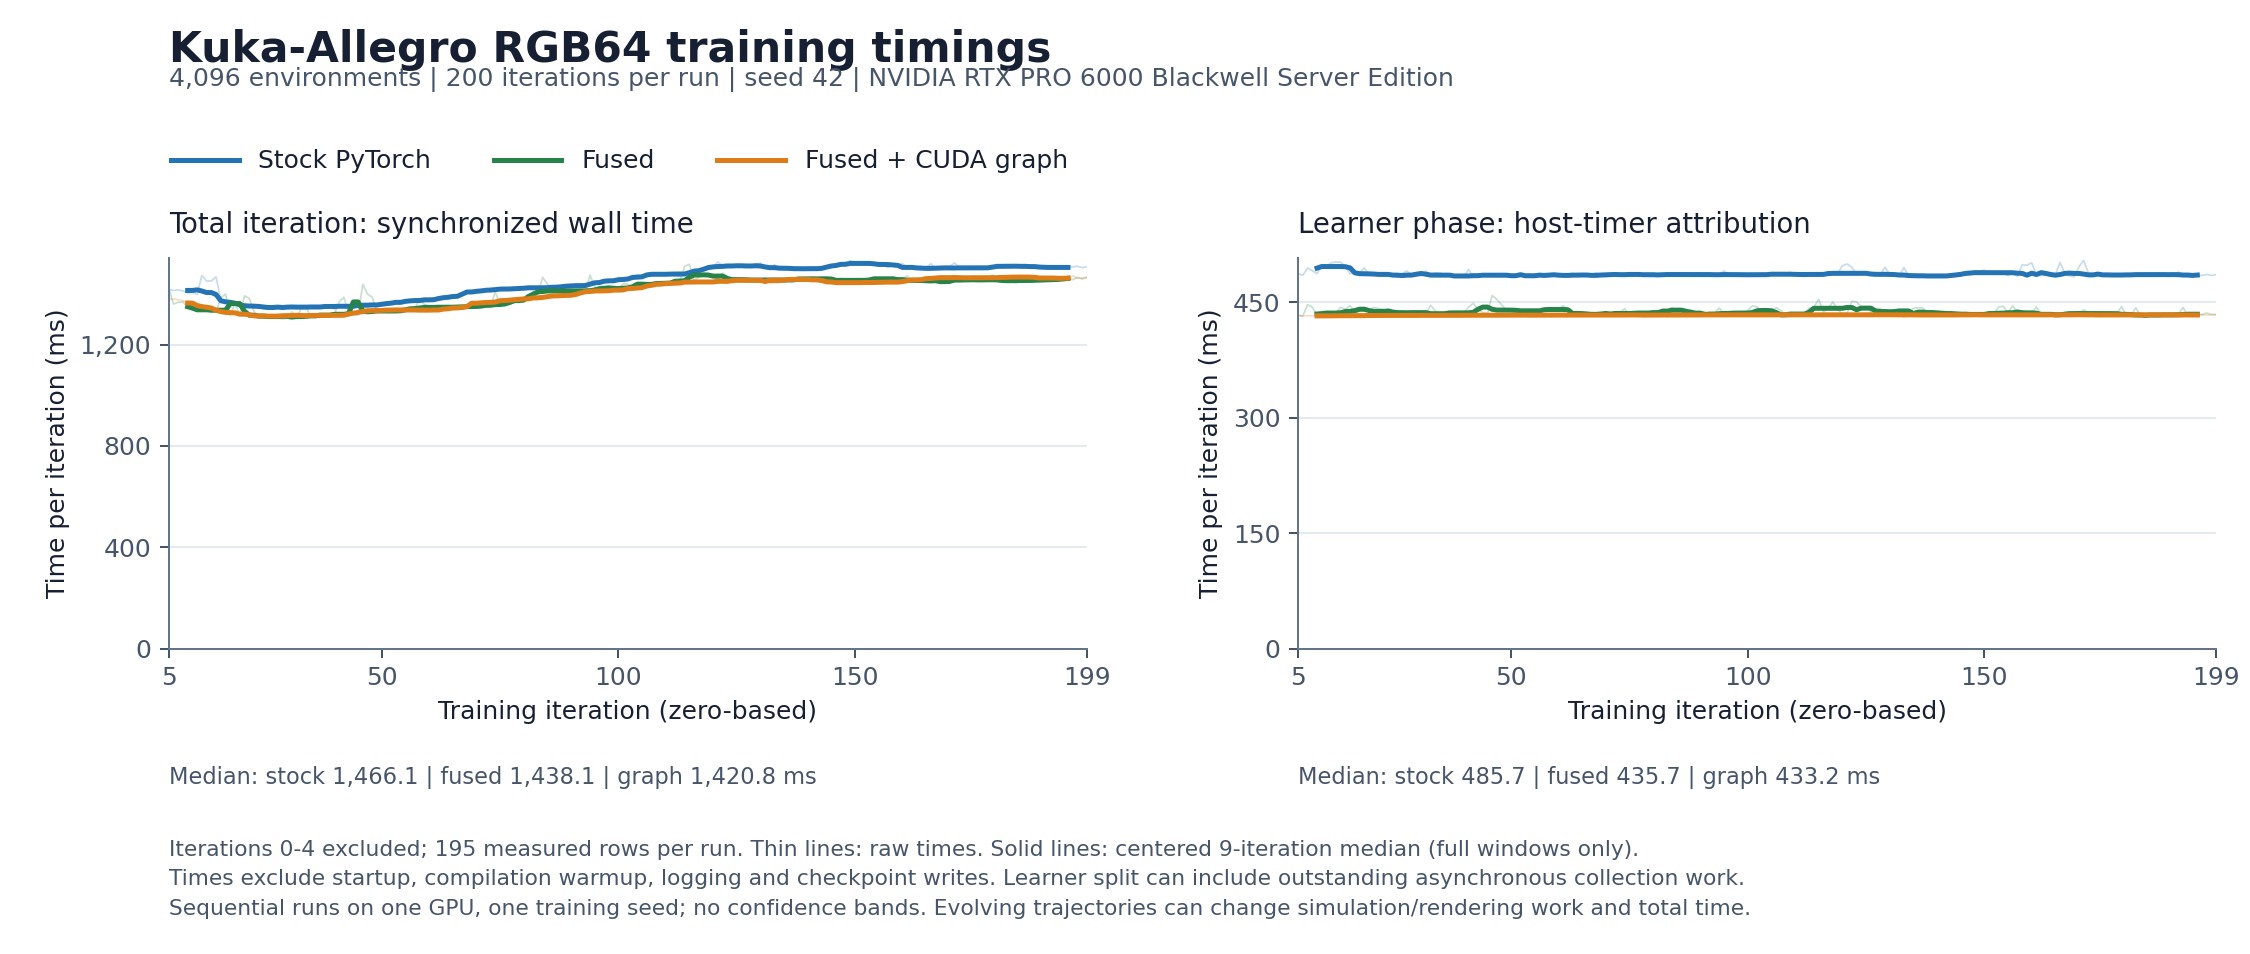 Kuka-Allegro RGB64 training timings
4,096 environments | 200 iterations per run | seed 42 | NVIDIA RTX PRO 6000 Blackwell Server Edition
Stock PyTorch
Fused
Fused + CUDA graph
Total iteration: synchronized wall time
Time per iteration (ms)
1,200
800
400
0
5
50
100
150
199
Training iteration (zero-based)
Median: stock 1,466.1 | fused 1,438.1 | graph 1,420.8 ms
Learner phase: host-timer attribution
Time per iteration (ms)
450
300
150
0
5
50
100
150
199
Training iteration (zero-based)
Median: stock 485.7 | fused 435.7 | graph 433.2 ms
Iterations 0-4 excluded; 195 measured rows per run. Thin lines: raw times. Solid lines: centered 9-iteration median (full windows only).
Times exclude startup, compilation warmup, logging and checkpoint writes. Learner split can include outstanding asynchronous collection work.
Sequential runs on one GPU, one training seed; no confidence bands. Evolving trajectories can change simulation/rendering work and total time.